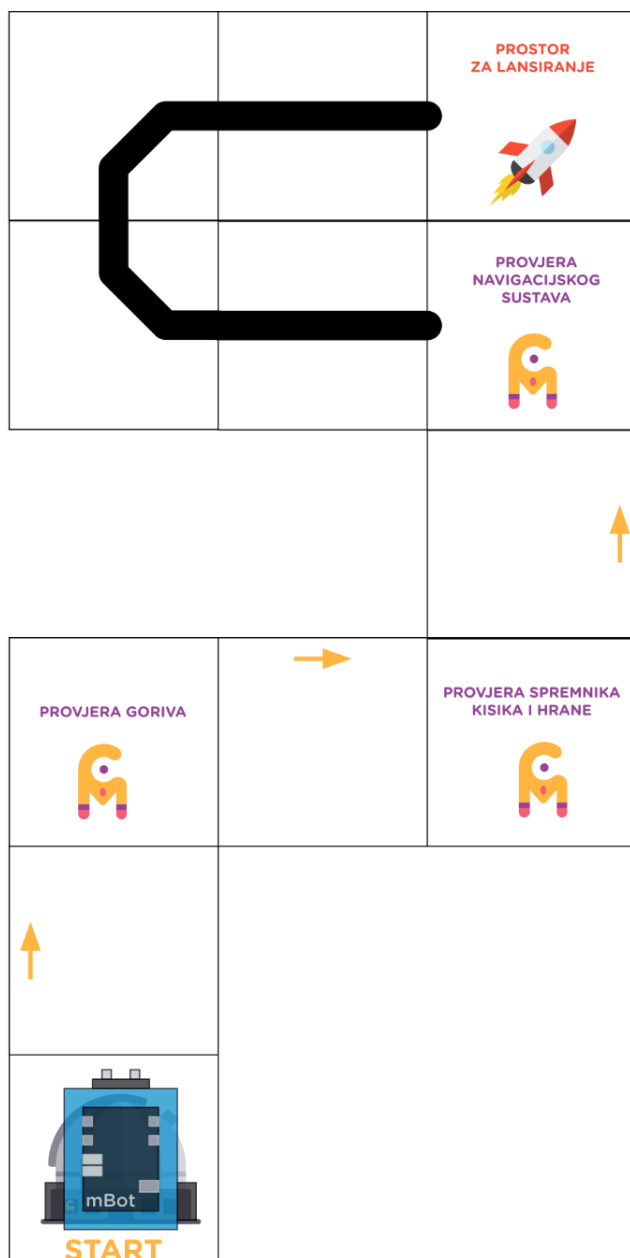 PROSTOR
ZA LANSIRANJE
PROVJERA
NAVIGACIJSKOG
SUSTAVA
PROVJERA GORIVA
PROVJERA SPREMNIKA
KISIKA I HRANE
mBot
START